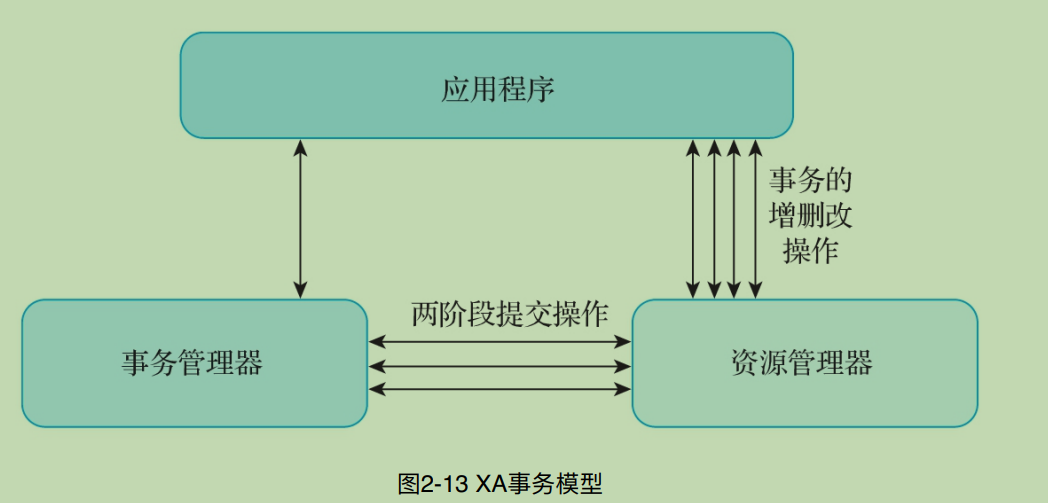 应用程序
事务的
增删改
操作
两阶段提交操作
事务管理器
资源管理器
图2-13 XA事务模型